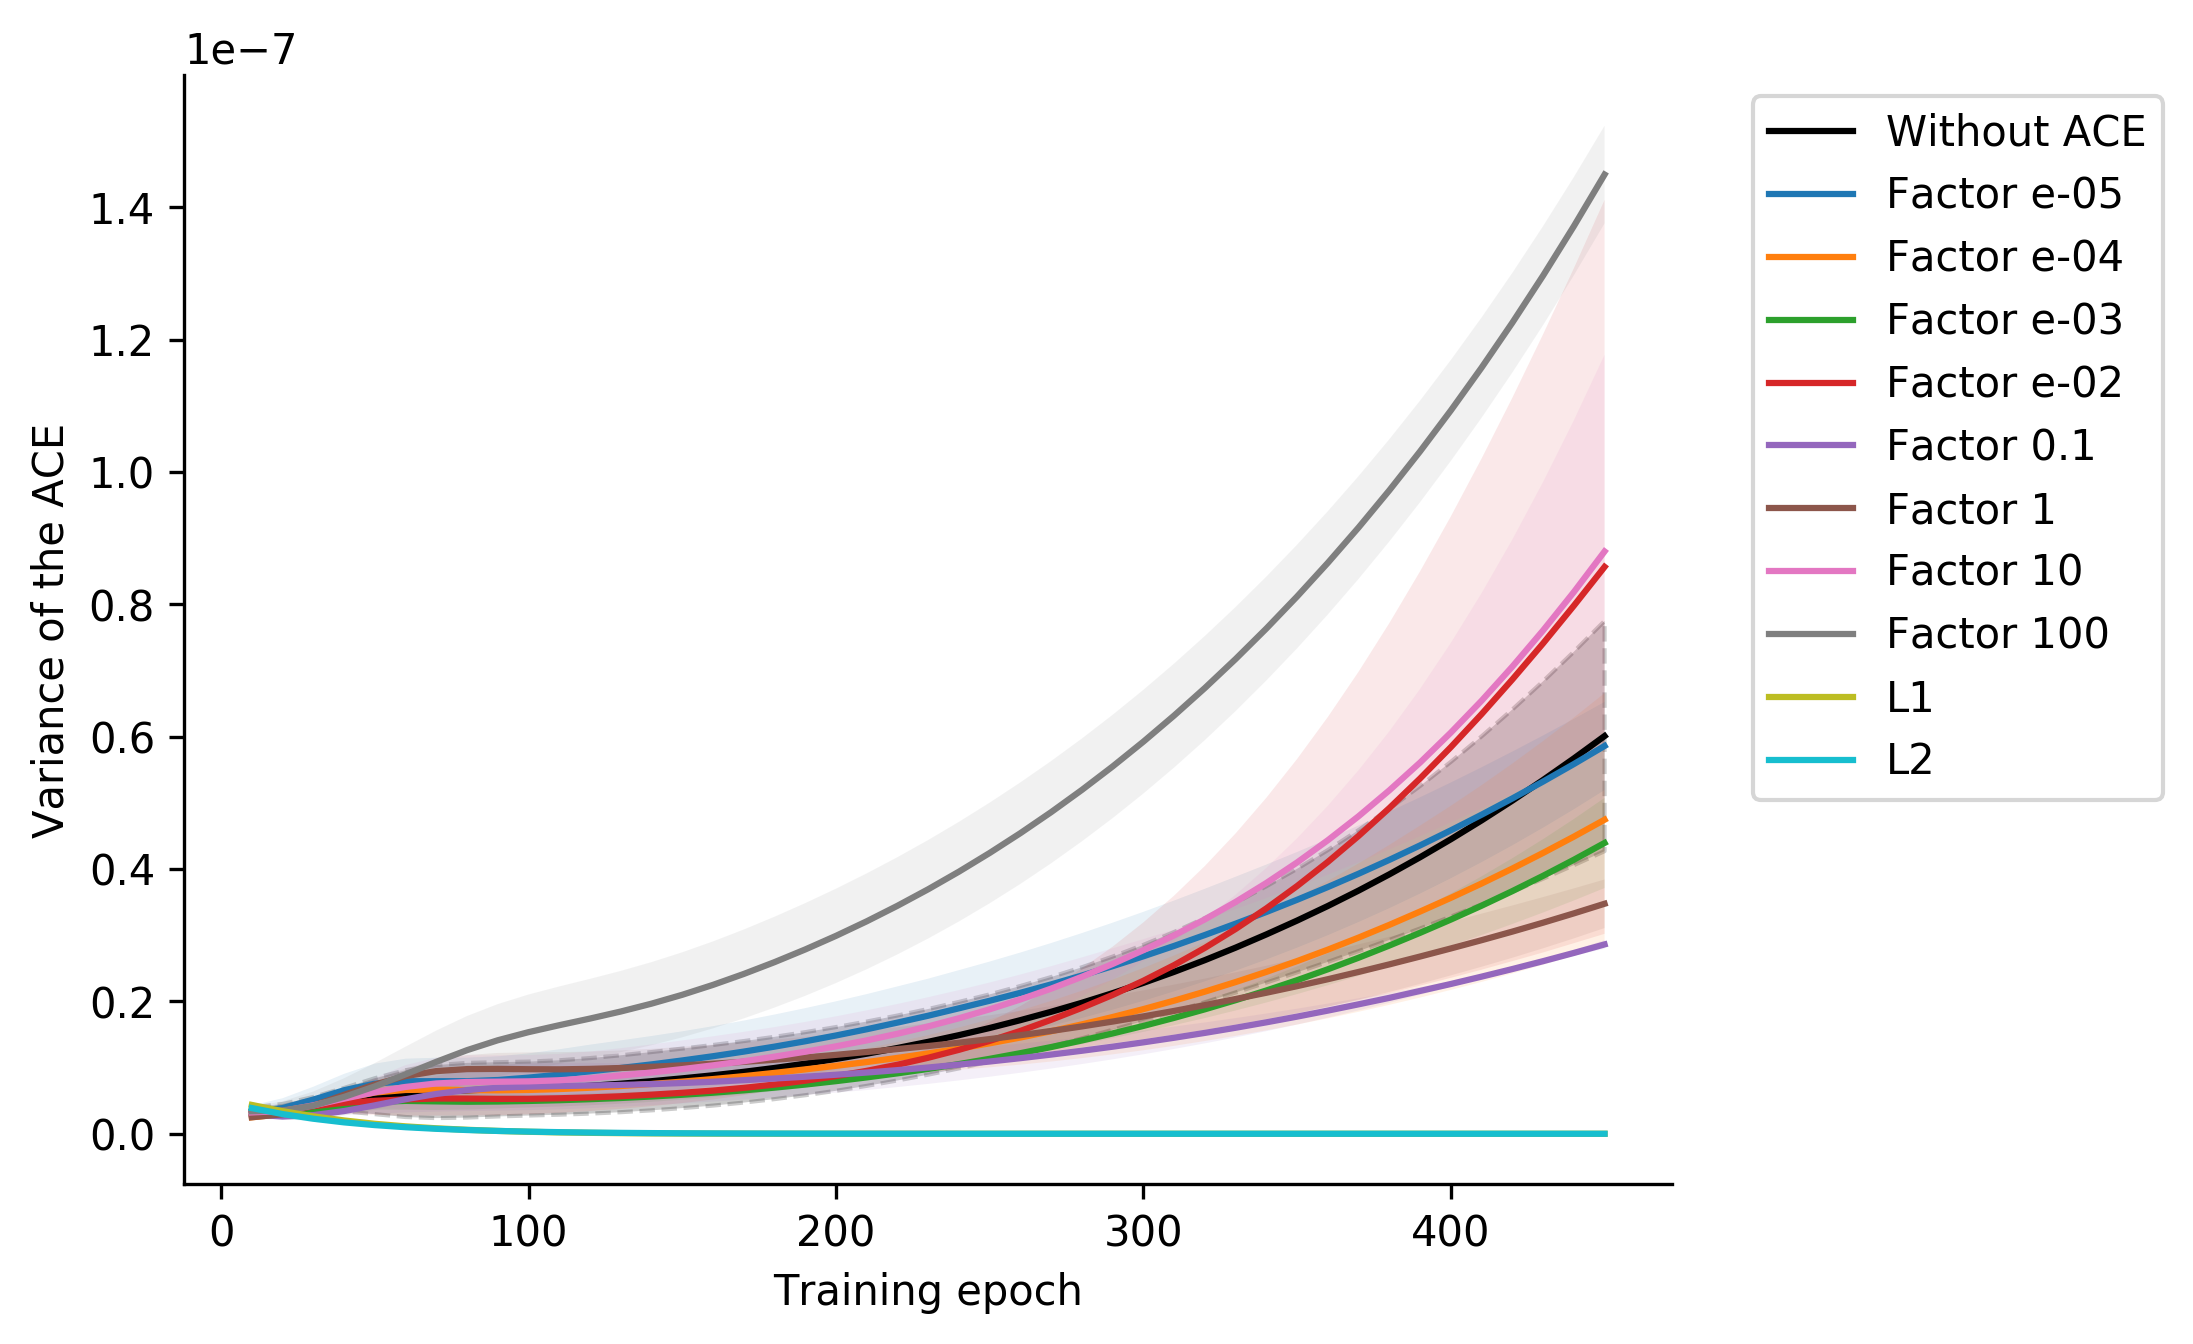 1e−7
Variance of the ACE
1.4
1.2
1.0
0.8
0.6
0.4
0.2
0.0
0 100 200 300 400
Training epoch
Without ACE
Factor e-05
Factor e-04
Factor e-03
Factor e-02
Factor 0.1
Factor 1
Factor 10
Factor 100
L1
L2